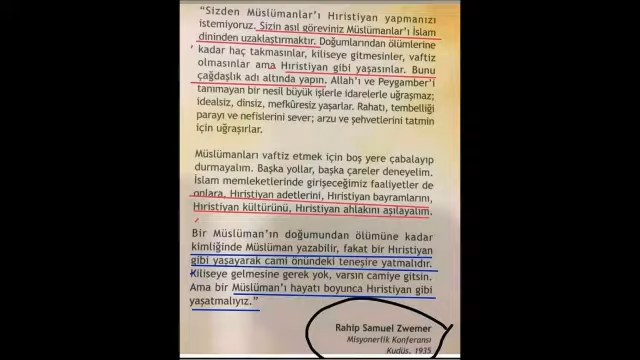 “Sizden Müslümanlar’ı Hıristiyan yapmanızı
istemiyoruz. Sizin asıl göreviniz Müslümanlar’ı İslam
dininden uzaklaştırmaktır. Doğumlarından ölümlerine
kadar haç takmasınlar, kiliseye gitmesinler, vaftiz
olmasınlar ama Hıristiyan gibi yaşasınlar. Bunu
çağdaşlık adı altında yapın. Allah’ı ve Peygamber’i
tanımayan bir nesil büyük işlerle idarelerle uğraşmaz;
idealsiz, dinsiz, mefkûresiz yaşarlar. Rahatı, tembelliği
parayı ve nefislerini sever; arzu ve şehvetlerini tatmin
için uğraşırlar.
Müslümanları vaftiz etmek için boş yere çabalayıp
durmayalım. Başka yollar, başka çareler deneyelim.
İslam memleketlerinde girişeceğimiz faaliyetler de
onlara, Hıristiyan adetlerini, Hıristiyan bayramlarını,
Hıristiyan kültürünü, Hıristiyan ahlakını aşılayalım.
Bir Müslüman’ın doğumundan ölümüne kadar
kimliğinde Müslüman yazabilir, fakat bir Hıristiyan
gibi yaşayarak cami önündeki teneşire yatmalıdır.
Kiliseye gelmesine gerek yok, varsın camiye gitsin.
Ama bir Müslüman’ı hayatı boyunca Hıristiyan gibi
yaşatmalıyız.”
Rahip Samuel Zwemer
Misyonerlik Konferansı
Kudüs, 1935